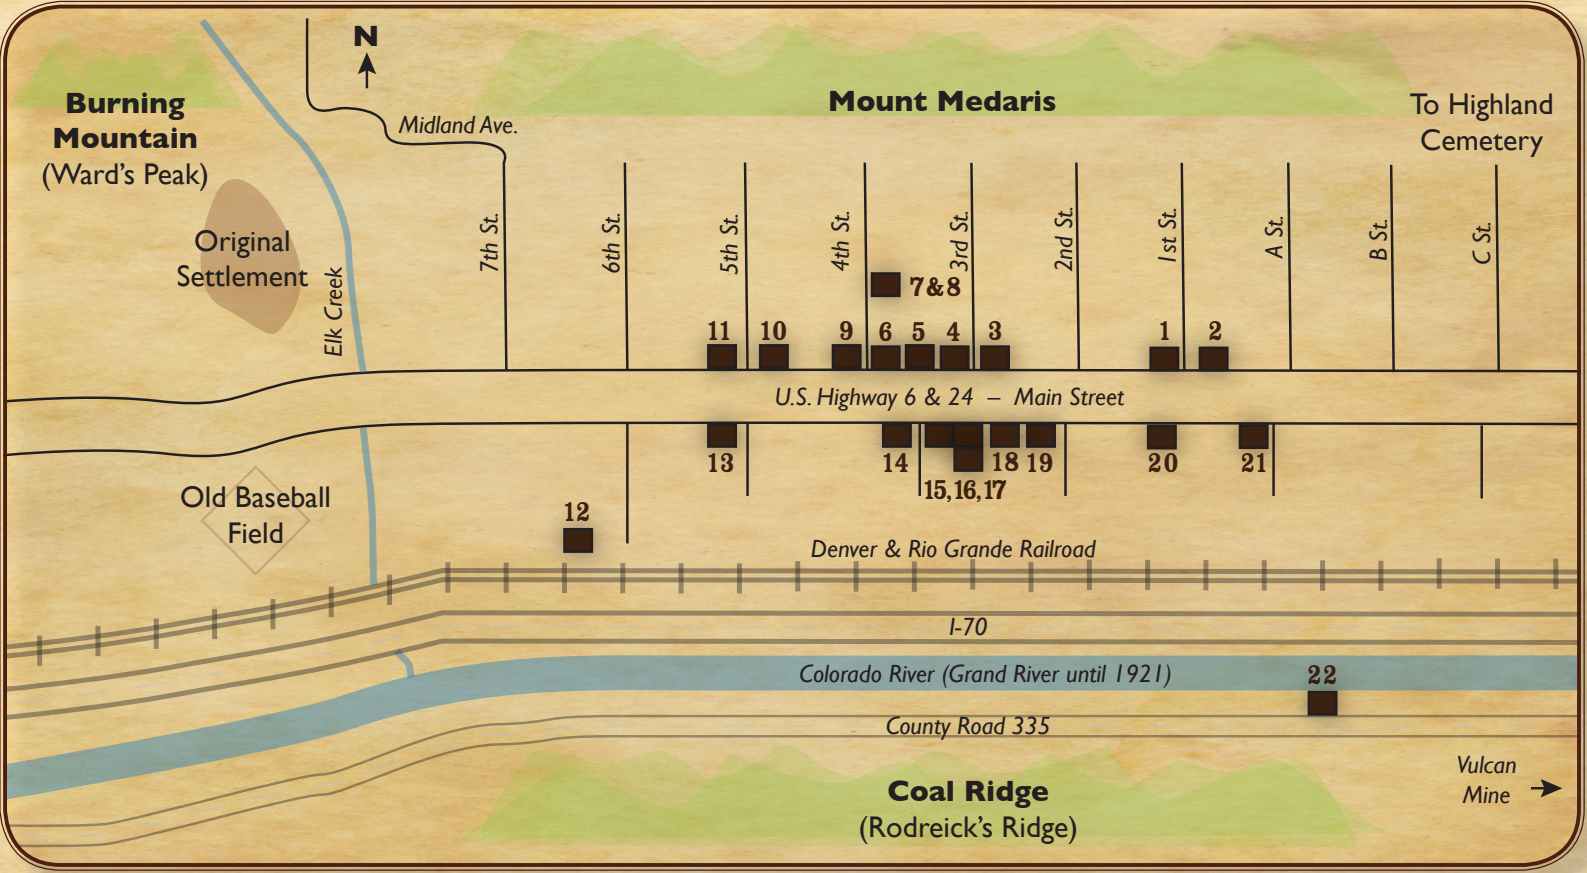 N
Burning
Mountain
(Ward's Peak)
Midland Ave.
Mount Medaris
To Highland
Cemetery
Original
Settlement
Elk Creek
7th St.
6th St.
5th St.
4th St.
3rd St.
2nd St.
1st St.
A St.
B St.
C St.
7&8
11
10
9
6
5
4
3
1
2
U.S. Highway 6 & 24 – Main Street
13
14
18
19
20
21
15,16,17
Old Baseball
Field
12
Denver & Rio Grande Railroad
I-70
Colorado River (Grand River until 1921)
22
County Road 335
Coal Ridge
(Rodreick's Ridge)
Vulcan
Mine